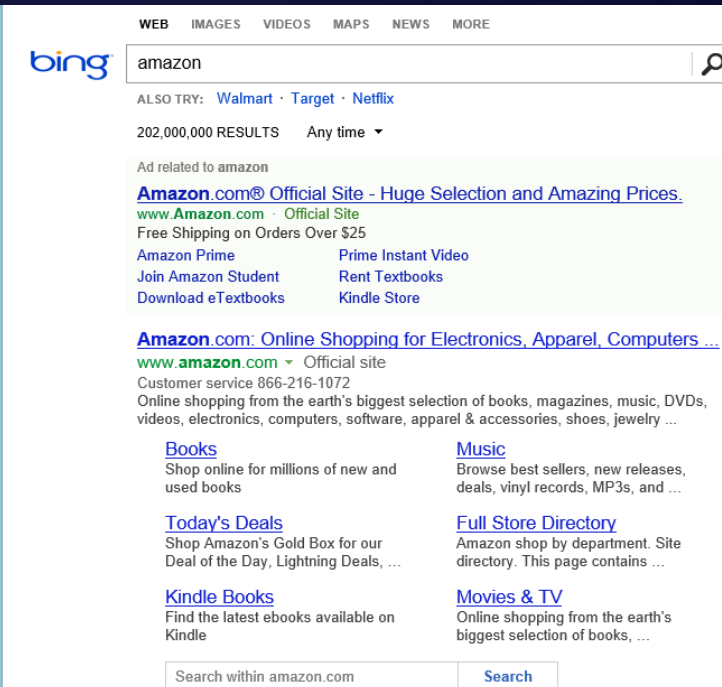 WEB IMAGES VIDEOS MAPS NEWS MORE
bing
amazon
ALSO TRY: Walmart · Target · Netflix
202,000,000 RESULTS Any time
Ad related to amazon
Amazon.com® Official Site - Huge Selection and Amazing Prices.
www.Amazon.com · Official Site
Free Shipping on Orders Over $25
Amazon Prime Prime Instant Video
Join Amazon Student Rent Textbooks
Download eTextbooks Kindle Store
Amazon.com: Online Shopping for Electronics, Apparel, Computers ...
www.amazon.com Official site
Customer service 866-216-1072
Online shopping from the earth's biggest selection of books, magazines, music, DVDs,
videos, electronics, computers, software, apparel & accessories, shoes, jewelry ...
Books
Shop online for millions of new and
used books
Music
Browse best sellers, new releases,
deals, vinyl records, MP3s, and ...
Today's Deals
Shop Amazon's Gold Box for our
Deal of the Day, Lightning Deals, ...
Full Store Directory
Amazon shop by department. Site
directory. This page contains ...
Kindle Books
Find the latest ebooks available on
Kindle
Movies & TV
Online shopping from the earth's
biggest selection of books, ...
Search within amazon.com Search